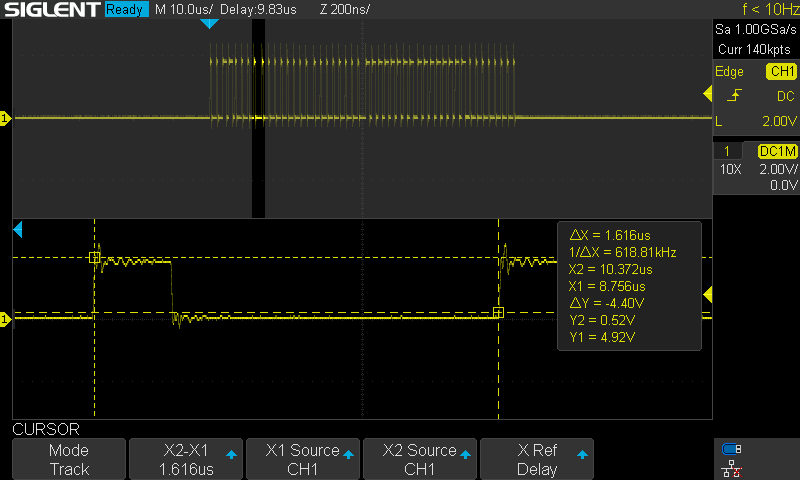 SIGLENT Ready M 10.0us/ Delay:9.83us Z 200ns/ f < 10Hz
Sa 1.00GSa/s
Curr 140kpts
Edge CH1
DC
L 2.00V
1 DC1M
10X 2.00V/
0.0V
1
1
△X = 1.616us
1/△X = 618.81kHz
X2 = 10.372us
X1 = 8.756us
△Y = -4.40V
Y2 = 0.52V
Y1 = 4.92V
CURSOR
Mode
Track
X2-X1
1.616us
X1 Source
CH1
X2 Source
CH1
X Ref
Delay